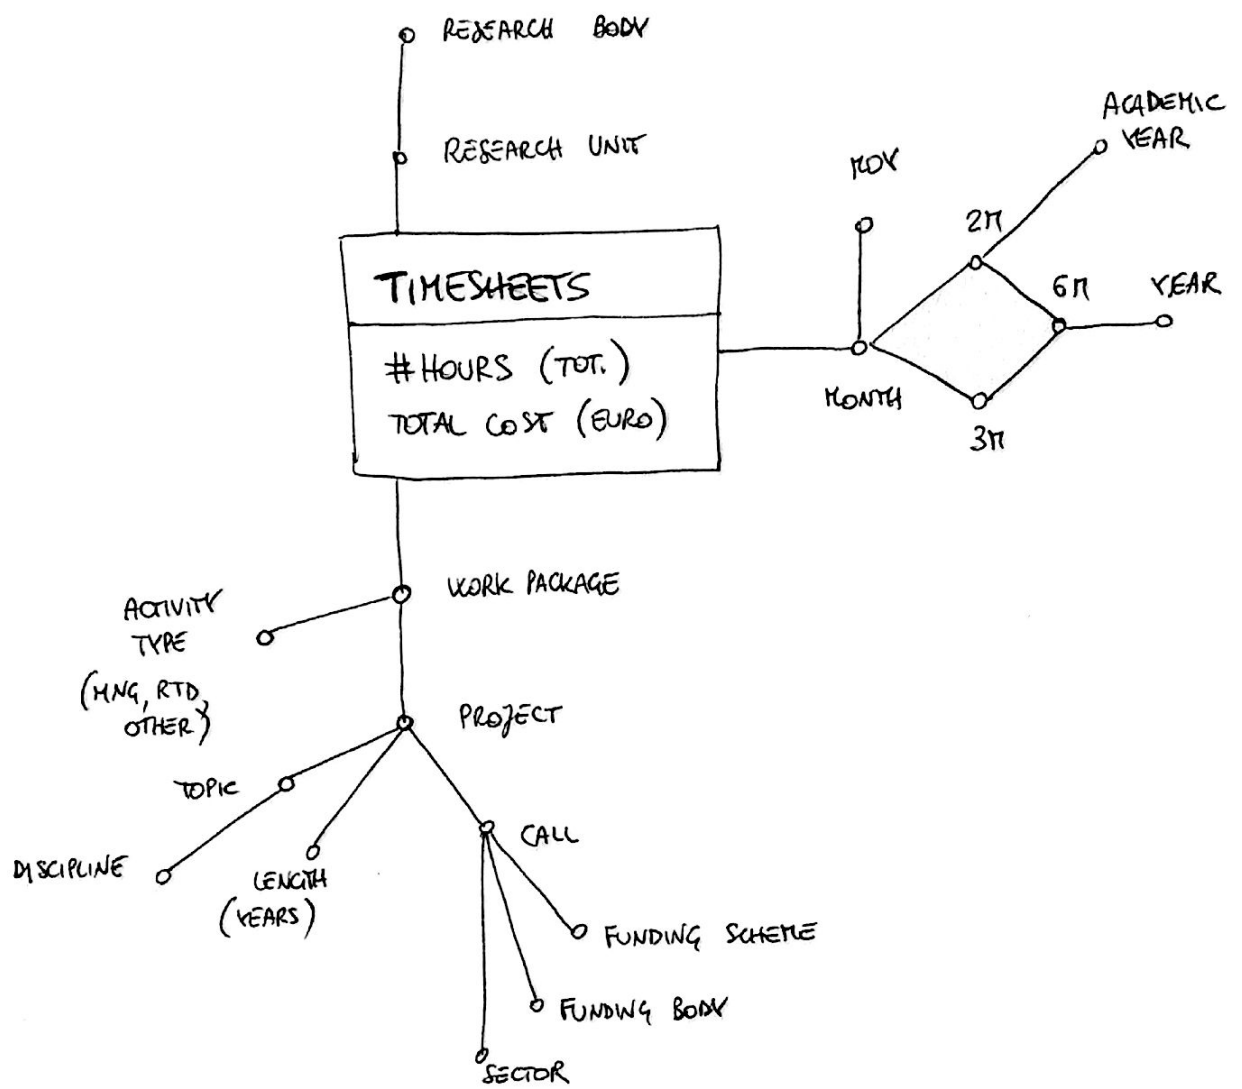 RESEARCH BODY
RESEARCH UNIT
TIMESHEETS
#HOURS (TOT.)
TOTAL COST (EURO)
MOY
MONTH
2M
3M
6M
YEAR
ACADEMIC
YEAR
WORK PACKAGE
ACTIVITY
TYPE
(MNG, RTD,
OTHER)
PROJECT
TOPIC
DISCIPLINE
LENGTH
(YEARS)
CALL
FUNDING SCHEME
FUNDING BODY
SECTOR